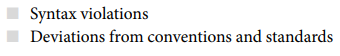 Syntax violations
Deviations from conventions and standards